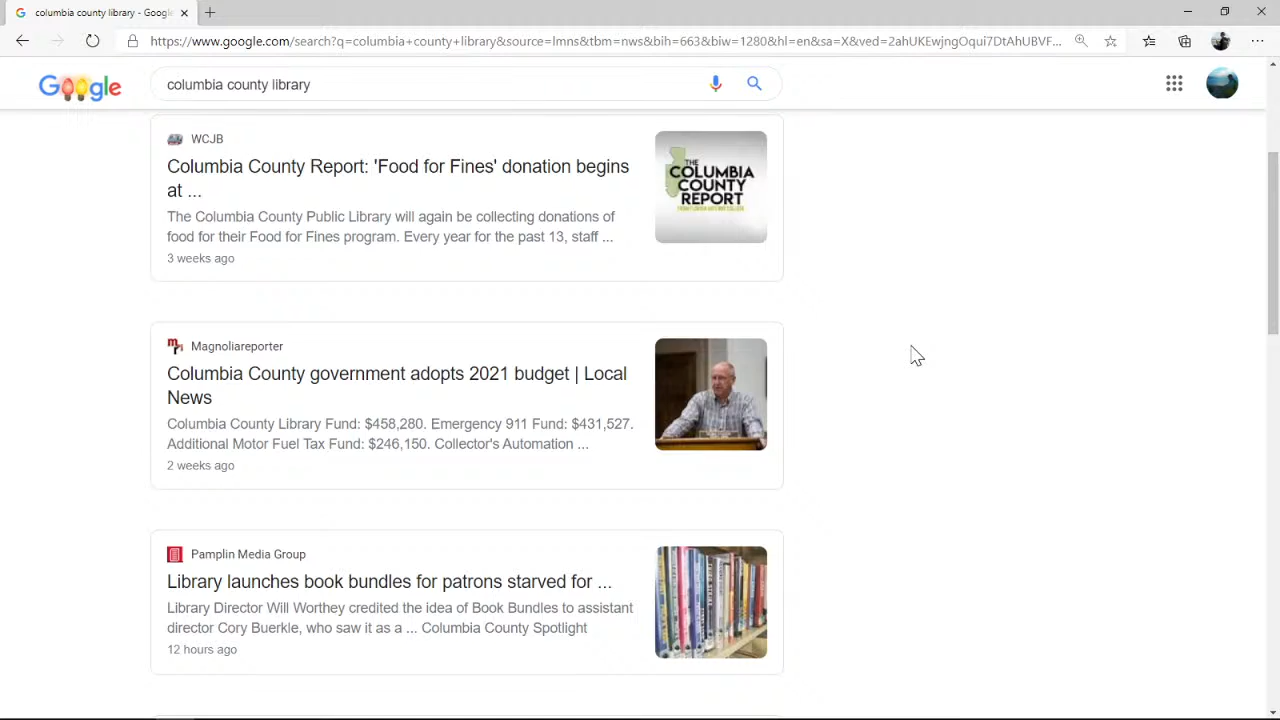 columbia county library - Google
https://www.google.com/search?q=columbia+county+library&source=lmns&tbm=nws&bih=663&biw=1280&hl=en&sa=X&ved=2ahUKEwjngOqui7DtAhUBVF...
Google
columbia county library
WCJB
Columbia County Report: 'Food for Fines' donation begins
at ...
The Columbia County Public Library will again be collecting donations of
food for their Food for Fines program. Every year for the past 13, staff ...
3 weeks ago
THE
COLUMBIA
COUNTY
REPORT
Magnoliareporter
Columbia County government adopts 2021 budget | Local
News
Columbia County Library Fund: $458,280. Emergency 911 Fund: $431,527.
Additional Motor Fuel Tax Fund: $246,150. Collector's Automation ...
2 weeks ago
Pamplin Media Group
Library launches book bundles for patrons starved for ...
Library Director Will Worthey credited the idea of Book Bundles to assistant
director Cory Buerkle, who saw it as a ... Columbia County Spotlight
12 hours ago